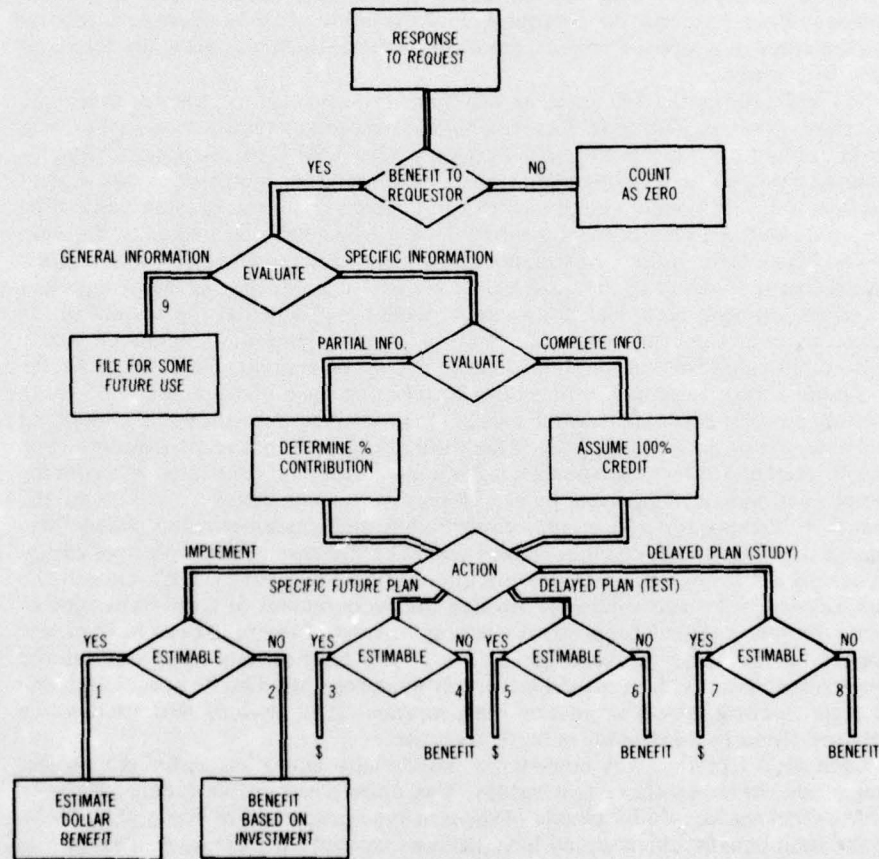 RESPONSE
TO REQUEST
YES
BENEFIT TO
REQUESTOR
NO
COUNT
AS ZERO
GENERAL INFORMATION
EVALUATE
SPECIFIC INFORMATION
9
FILE FOR SOME
FUTURE USE
PARTIAL INFO.
EVALUATE
COMPLETE INFO.
DETERMINE %
CONTRIBUTION
ASSUME 100%
CREDIT
IMPLEMENT
ACTION
DELAYED PLAN (STUDY)
SPECIFIC FUTURE PLAN
DELAYED PLAN (TEST)
YES
ESTIMABLE
NO
YES
ESTIMABLE
NO
YES
ESTIMABLE
NO
YES
ESTIMABLE
NO
1
2
3
4
5
6
7
8
$
BENEFIT
$
BENEFIT
$
BENEFIT
ESTIMATE
DOLLAR
BENEFIT
BENEFIT
BASED ON
INVESTMENT